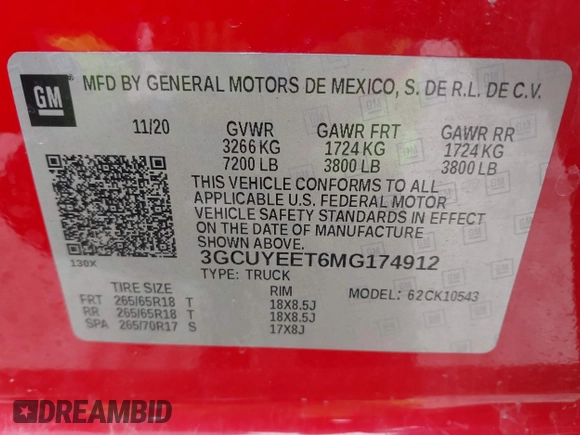 GM
MFD BY GENERAL MOTORS DE MEXICO, S. DE R.L. DE C.V.
11/20 GVWR GAWR FRT GAWR RR
3266 KG 1724 KG 1724 KG
7200 LB 3800 LB 3800 LB
THIS VEHICLE CONFORMS TO ALL
APPLICABLE U.S. FEDERAL MOTOR
VEHICLE SAFETY STANDARDS IN EFFECT
ON THE DATE OF MANUFACTURE
SHOWN ABOVE.
3GCUYEET6MG174912
130X TYPE: TRUCK
TIRE SIZE RIM MODEL: 62CK10543
FRT 265/65R18 T 18X8.5J
RR 265/65R18 T 18X8.5J
SPA 265/70R17 S 17X8J
DREAMBID